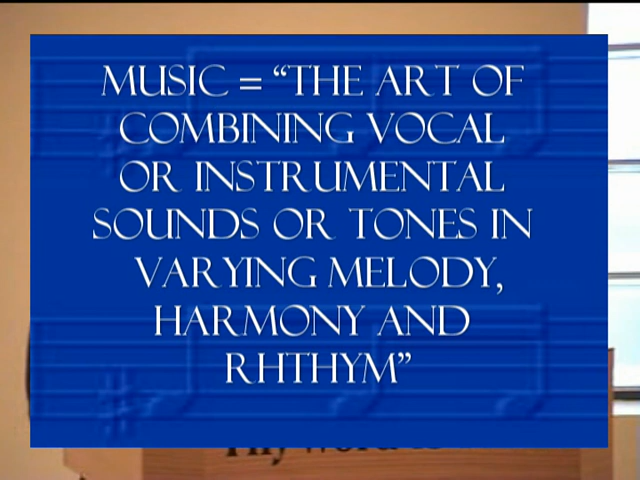 MUSIC = “THE ART OF
COMBINING VOCAL
OR INSTRUMENTAL
SOUNDS OR TONES IN
VARYING MELODY,
HARMONY AND
RHTHYM”